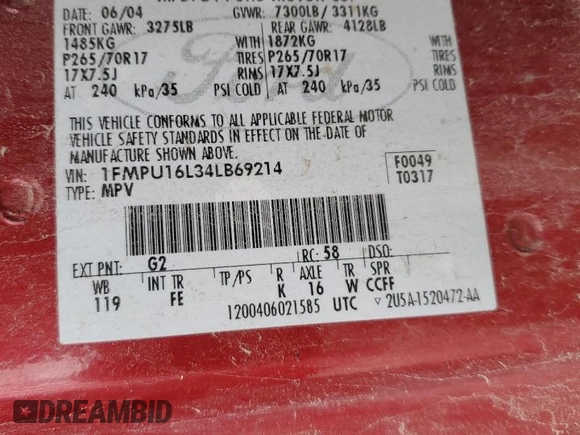 DATE: 06/04 GVWR: 7300LB / 3311KG
FRONT GAWR: 3275LB REAR GAWR: 4128LB
1485KG WITH 1872KG WITH
P265/70R17 TIRES P265/70R17 TIRES
17X7.5J RIMS 17X7.5J RIMS
AT 240 kPa/35 PSI COLD AT 240 kPa/35 PSI COLD
Ford
THIS VEHICLE CONFORMS TO ALL APPLICABLE FEDERAL MOTOR
VEHICLE SAFETY STANDARDS IN EFFECT ON THE DATE OF
MANUFACTURE SHOWN ABOVE.
VIN: 1FMPU16L34LB69214 F0049
TYPE: MPV T0317
EXT PNT: G2 RC: 58 DSO:
WB INT TR TP/PS R AXLE TR SPR
119 FE K 16 W CCFF
1200406021585 UTC 2U5A-1520472-AA
DREAMBID